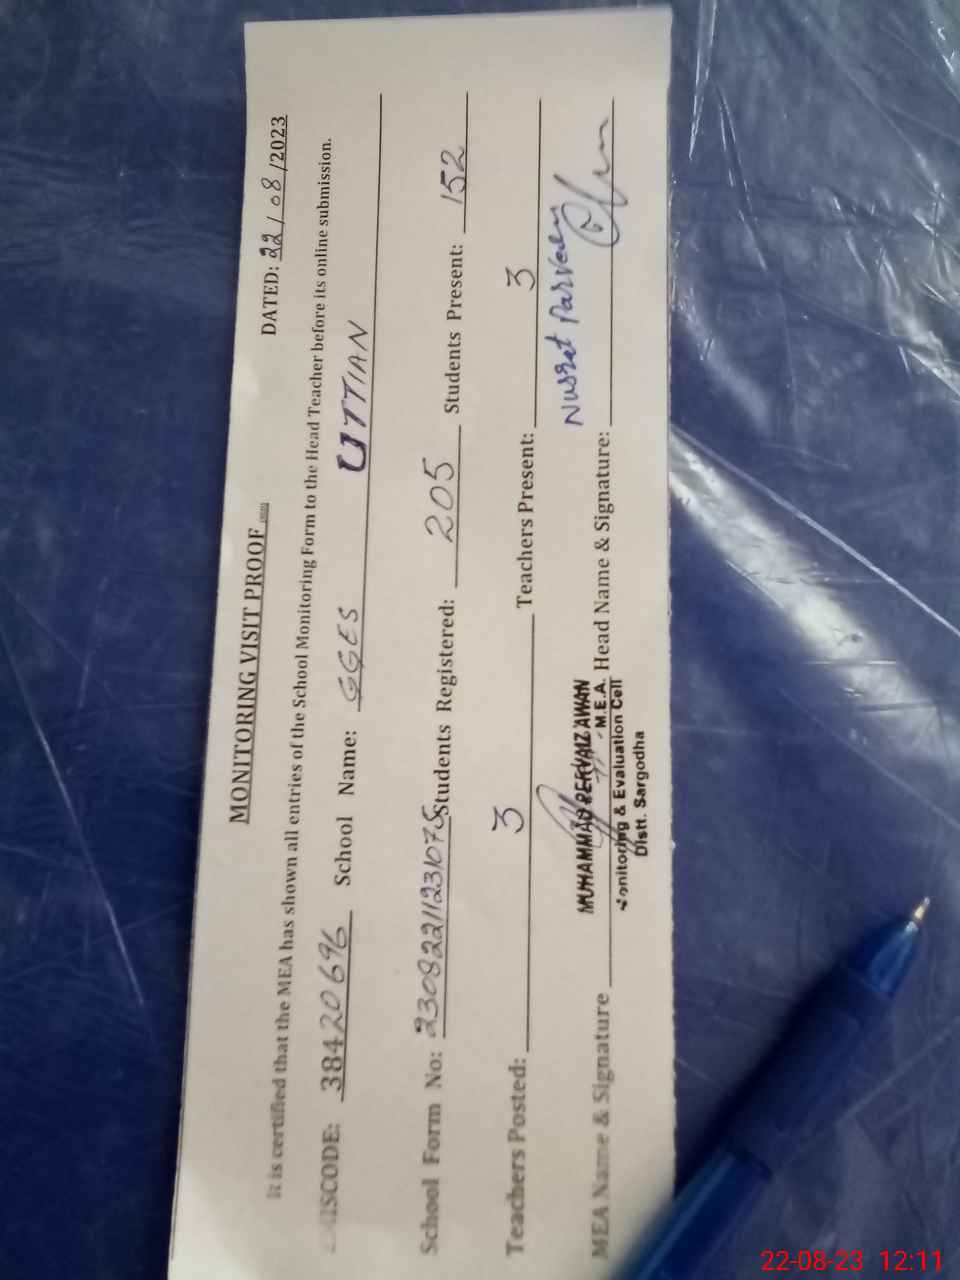 MONITORING VISIT PROOF
DATED: 22/08/2023
It is certified that the MEA has shown all entries of the School Monitoring Form to the Head Teacher before its online submission.
EMISCODE: 38420696 School Name: GGES UTTIAN
School Form No: 23082211231075 Students Registered: 205 Students Present: 152
Teachers Posted: 3 Teachers Present: 3
MEA Name & Signature Head Name & Signature: Nusret Parveen
MUHAMMAD PERVAIZ AWAN
M.E.A.
Monitoring & Evaluation Cell
Distt. Sargodha
22-08-23 12:11